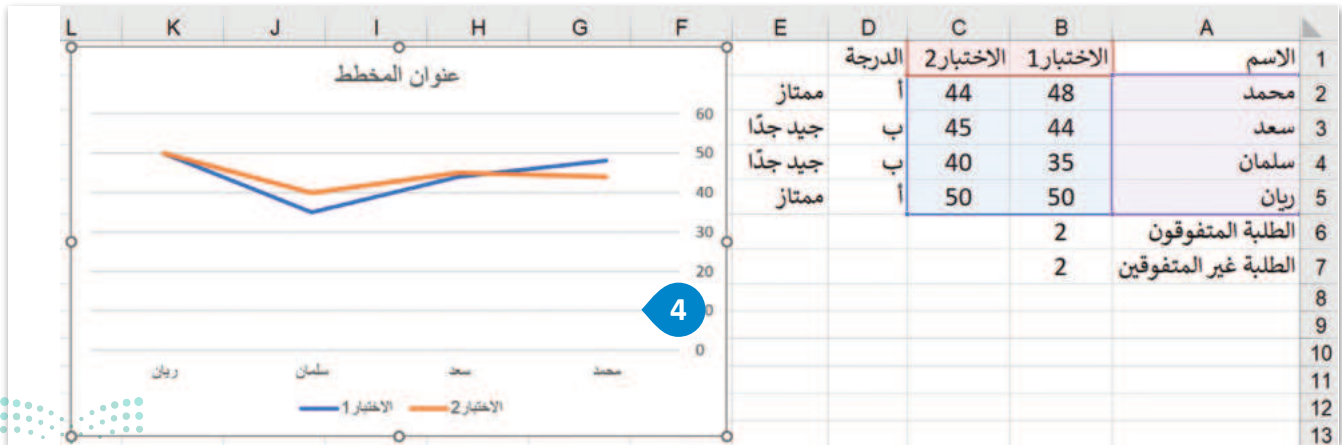 A B C D E F G H I J K L
1 الاسم الاختبار1 الاختبار2 الدرجة
2 محمد 48 44 أ ممتاز
3 سعد 44 45 ب جيد جدًا
4 سلمان 35 40 ب جيد جدًا
5 ريان 50 50 أ ممتاز
6 الطلبة المتفوقون 2
7 الطلبة غير المتفوقين 2
8
9
10
11
12
13
عنوان المخطط
60
50
40
30
20
0
4
0
محمد سعد سلمان ريان
الاختبار2 الاختبار1